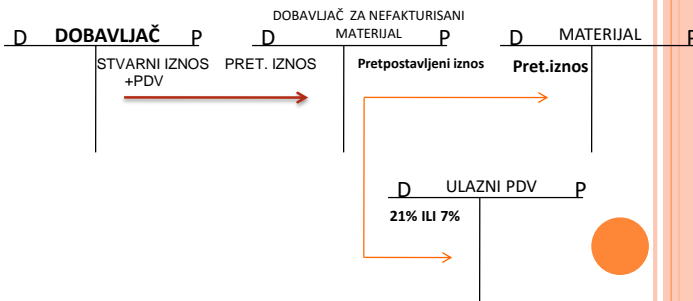 D DOBAVLJAČ P
STVARNI IZNOS
+PDV
DOBAVLJAČ ZA NEFAKTURISANI
MATERIJAL
D P
PRET. IZNOS
Pretpostavljeni iznos
D MATERIJAL P
Pret.iznos
D ULAZNI PDV P
21% ILI 7%